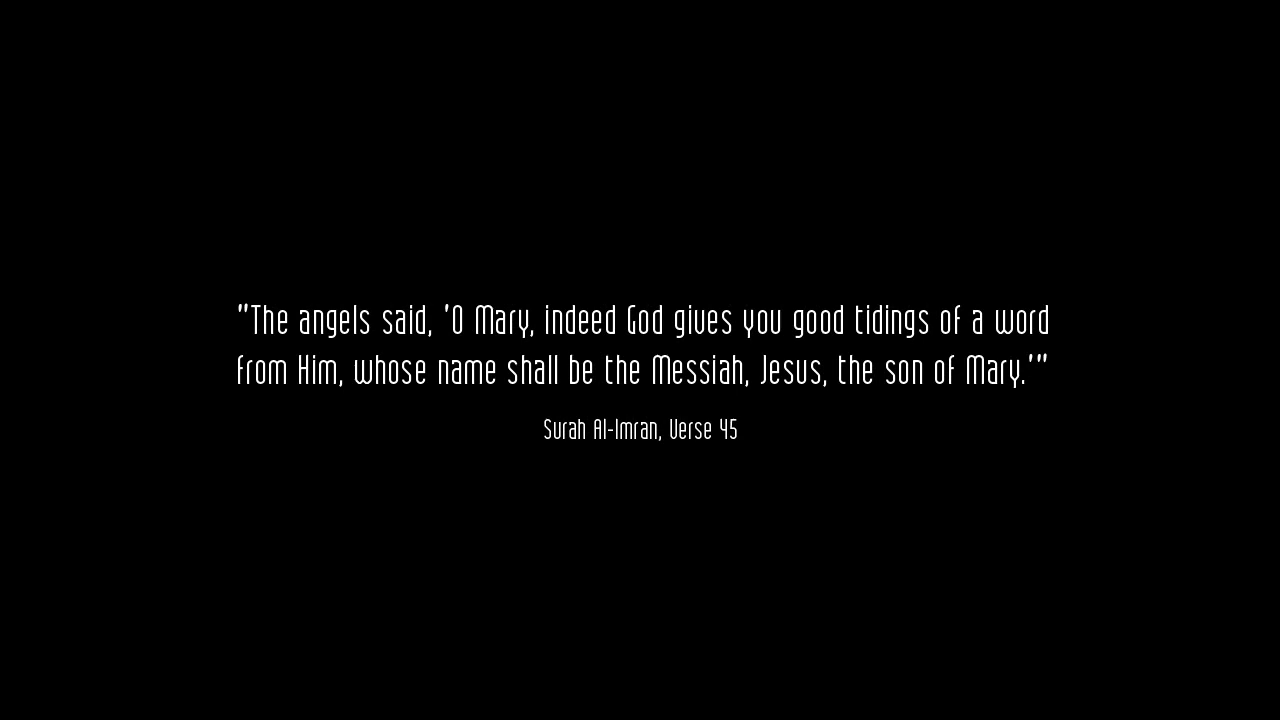 "The angels said, 'O Mary, indeed God gives you good tidings of a word
from Him, whose name shall be the Messiah, Jesus, the son of Mary.'"
Surah Al-Imran, Verse 45